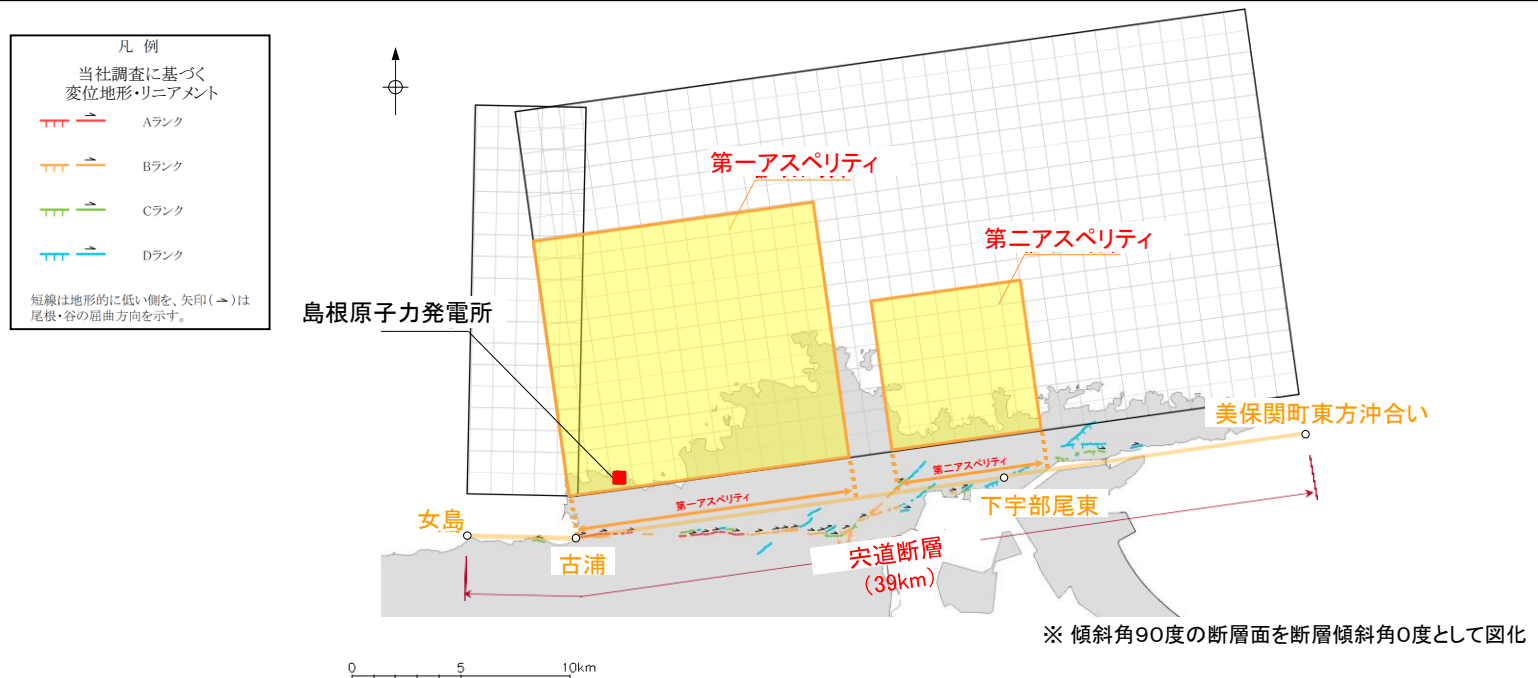 凡 例
当社調査に基づく
変位地形・リニアメント
Aランク
Bランク
Cランク
Dランク
短線は地形的に低い側を、矢印(⇀)は
尾根・谷の屈曲方向を示す。
第一アスペリティ
第二アスペリティ
島根原子力発電所
美保関町東方沖合い
第二アスペリティ
第一アスペリティ
下宇部尾東
女島
古浦
宍道断層
(39km)
※ 傾斜角90度の断層面を断層傾斜角0度として図化
0 5 10km